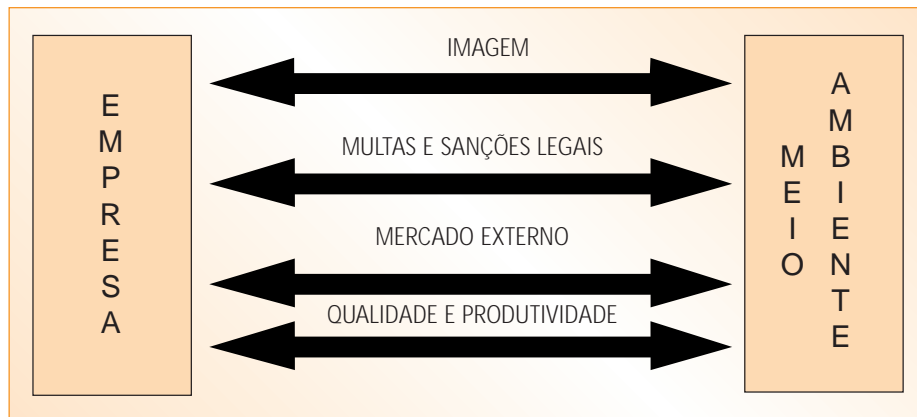 EMPRESA
IMAGEM
MULTAS E SANÇÕES LEGAIS
MERCADO EXTERNO
QUALIDADE E PRODUTIVIDADE
MEIO
AMBIENTE